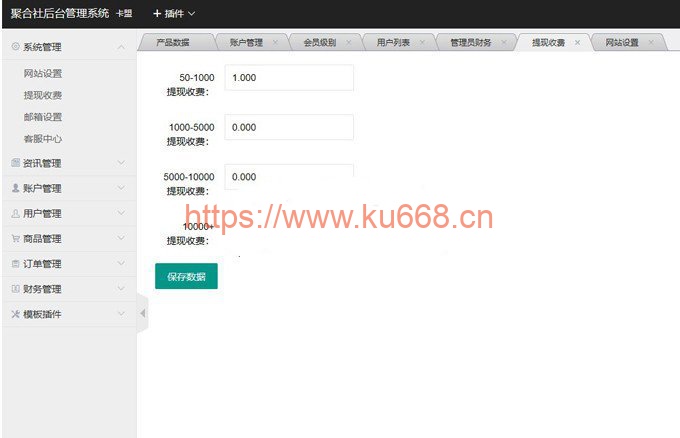 聚合社后台管理系统 卡盟 + 插件
产品数据 账户管理 × 会员级别 × 用户列表 × 管理员财务 × 提现收费 × 网站设置 ×
系统管理
网站设置
提现收费
邮箱设置
客服中心
资讯管理
账户管理
用户管理
商品管理
订单管理
财务管理
模板插件
50-1000
提现收费：
1.000
1000-5000
提现收费：
0.000
5000-10000
提现收费：
0.000
https://www.ku668.cn
10000+
提现收费：
保存数据